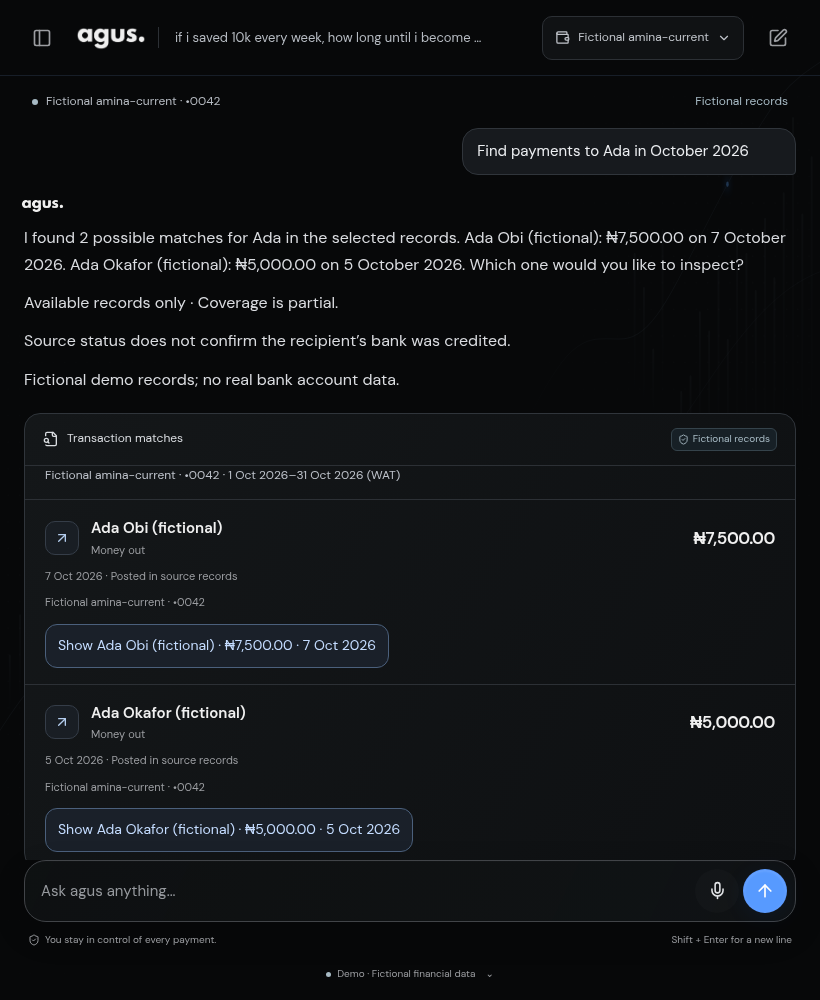 agus.
if i saved 10k every week, how long until i become ...
Fictional amina-current
Fictional amina-current · •0042
Fictional records
Find payments to Ada in October 2026
agus.
I found 2 possible matches for Ada in the selected records. Ada Obi (fictional): ₦7,500.00 on 7 October
2026. Ada Okafor (fictional): ₦5,000.00 on 5 October 2026. Which one would you like to inspect?
Available records only · Coverage is partial.
Source status does not confirm the recipient’s bank was credited.
Fictional demo records; no real bank account data.
Transaction matches
Fictional records
Fictional amina-current · •0042 · 1 Oct 2026–31 Oct 2026 (WAT)
Ada Obi (fictional)
₦7,500.00
Money out
7 Oct 2026 · Posted in source records
Fictional amina-current · •0042
Show Ada Obi (fictional) · ₦7,500.00 · 7 Oct 2026
Ada Okafor (fictional)
₦5,000.00
Money out
5 Oct 2026 · Posted in source records
Fictional amina-current · •0042
Show Ada Okafor (fictional) · ₦5,000.00 · 5 Oct 2026
Ask agus anything...
You stay in control of every payment.
Shift + Enter for a new line
Demo · Fictional financial data